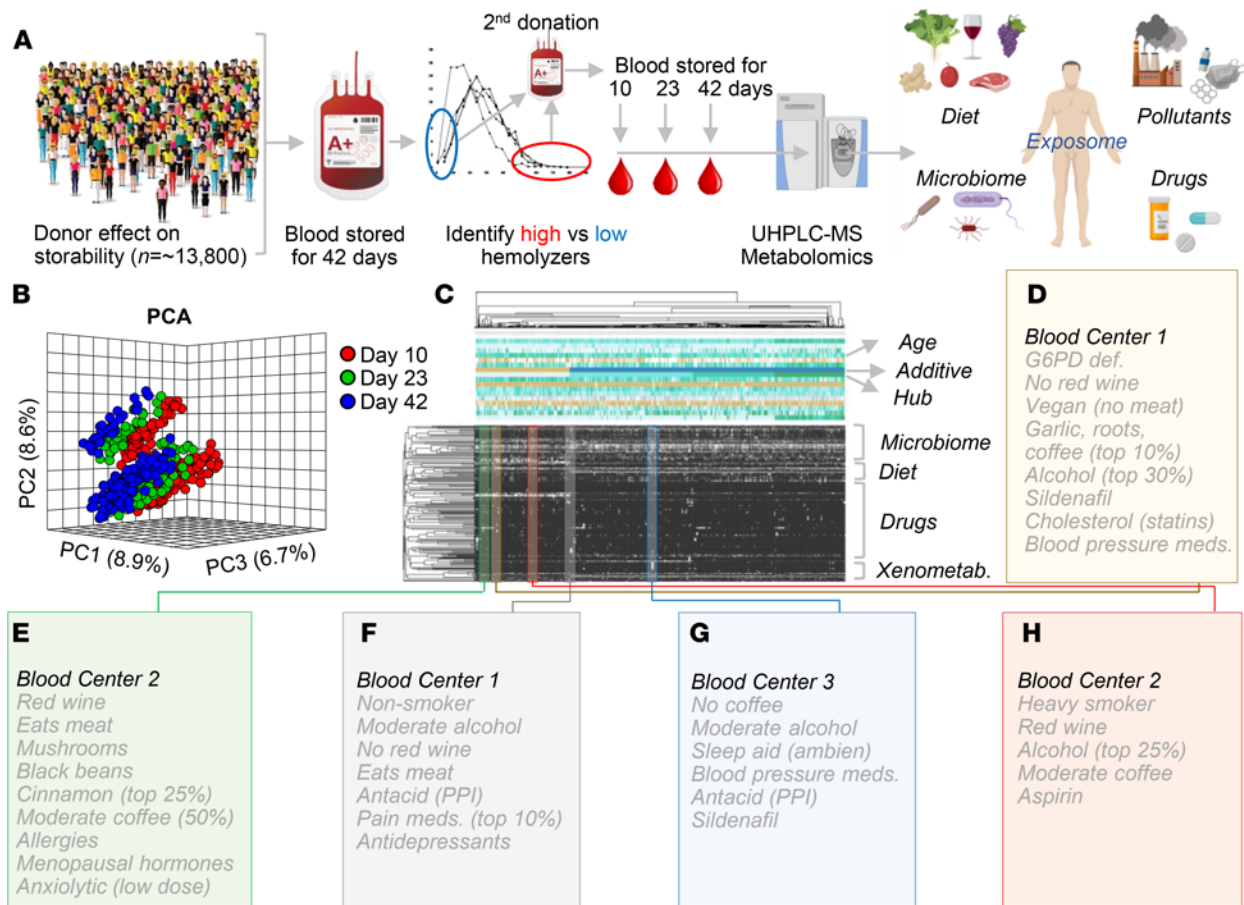 A
Donor effect on
storability (n=~13,800)
A+
Blood stored
for 42 days
Identify high vs low
hemolyzers
2nd donation
A+
Blood stored for
10 23 42 days
UHPLC-MS
Metabolomics
Diet
Pollutants
Exposome
Microbiome
Drugs
B
PCA
PC2 (8.6%)
PC1 (8.9%)
PC3 (6.7%)
Day 10
Day 23
Day 42
C
Age
Additive
Hub
Microbiome
Diet
Drugs
Xenometab.
D
Blood Center 1
G6PD def.
No red wine
Vegan (no meat)
Garlic, roots,
coffee (top 10%)
Alcohol (top 30%)
Sildenafil
Cholesterol (statins)
Blood pressure meds.
E
Blood Center 2
Red wine
Eats meat
Mushrooms
Black beans
Cinnamon (top 25%)
Moderate coffee (50%)
Allergies
Menopausal hormones
Anxiolytic (low dose)
F
Blood Center 1
Non-smoker
Moderate alcohol
No red wine
Eats meat
Antacid (PPI)
Pain meds. (top 10%)
Antidepressants
G
Blood Center 3
No coffee
Moderate alcohol
Sleep aid (ambien)
Blood pressure meds.
Antacid (PPI)
Sildenafil
H
Blood Center 2
Heavy smoker
Red wine
Alcohol (top 25%)
Moderate coffee
Aspirin